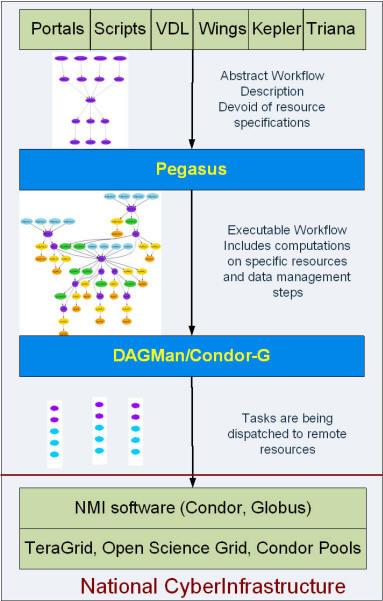 Portals Scripts VDL Wings Kepler Triana
Abstract Workflow
Description
Devoid of resource
specifications
Pegasus
Executable Workflow
Includes computations
on specific resources
and data management
steps
DAGMan/Condor-G
Tasks are being
dispatched to remote
resources
NMI software (Condor, Globus)
TeraGrid, Open Science Grid, Condor Pools
National CyberInfrastructure